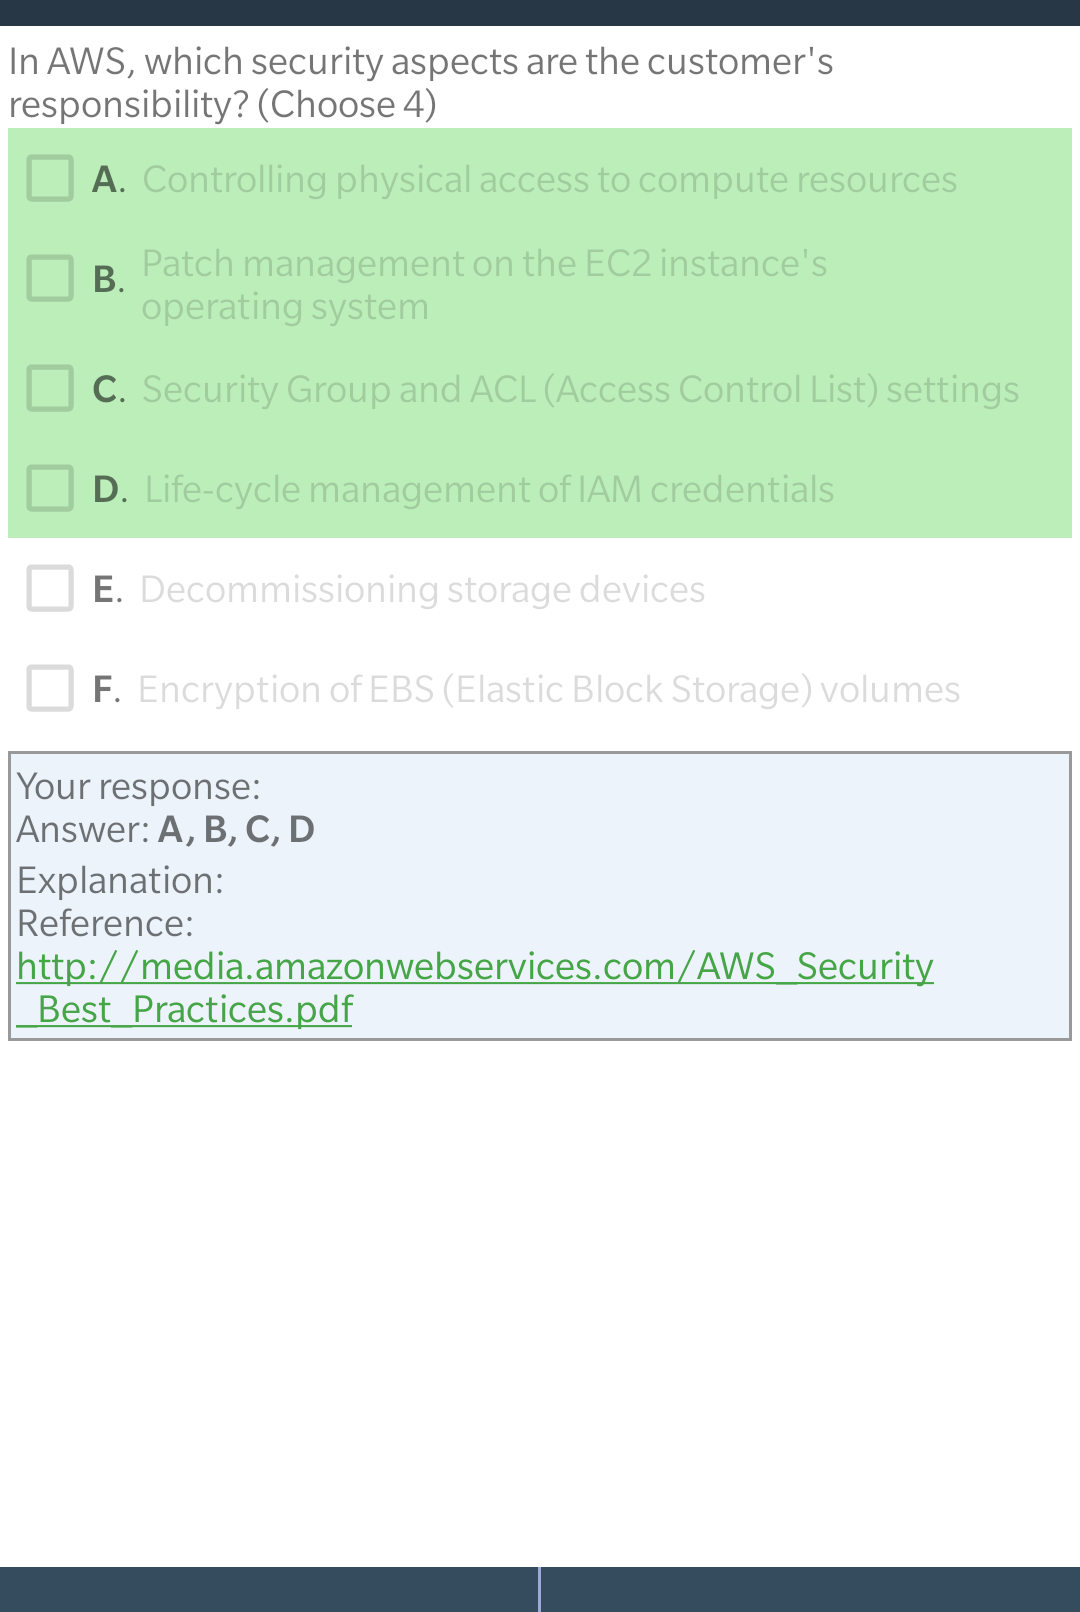 In AWS, which security aspects are the customer's
responsibility? (Choose 4)
A. Controlling physical access to compute resources
B. Patch management on the EC2 instance's
operating system
C. Security Group and ACL (Access Control List) settings
D. Life-cycle management of IAM credentials
E. Decommissioning storage devices
F. Encryption of EBS (Elastic Block Storage) volumes
Your response:
Answer: A, B, C, D
Explanation:
Reference:
http://media.amazonwebservices.com/AWS_Security
_Best_Practices.pdf